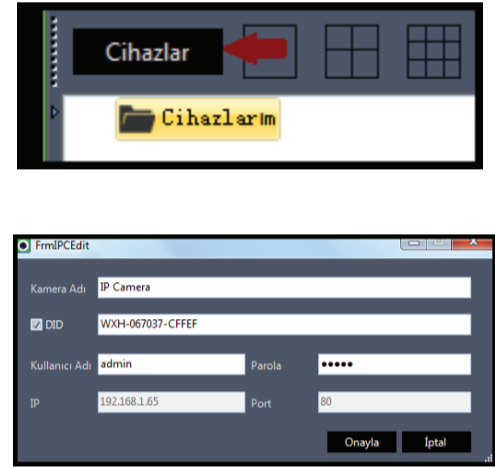 Cihazlar
Cihazlarım
FrmIPCEdit
Kamera Adı IP Camera
DID WXH-067037-CFFEF
Kullanıcı Adı admin Parola •••••
IP 192.168.1.65 Port 80
Onayla İptal